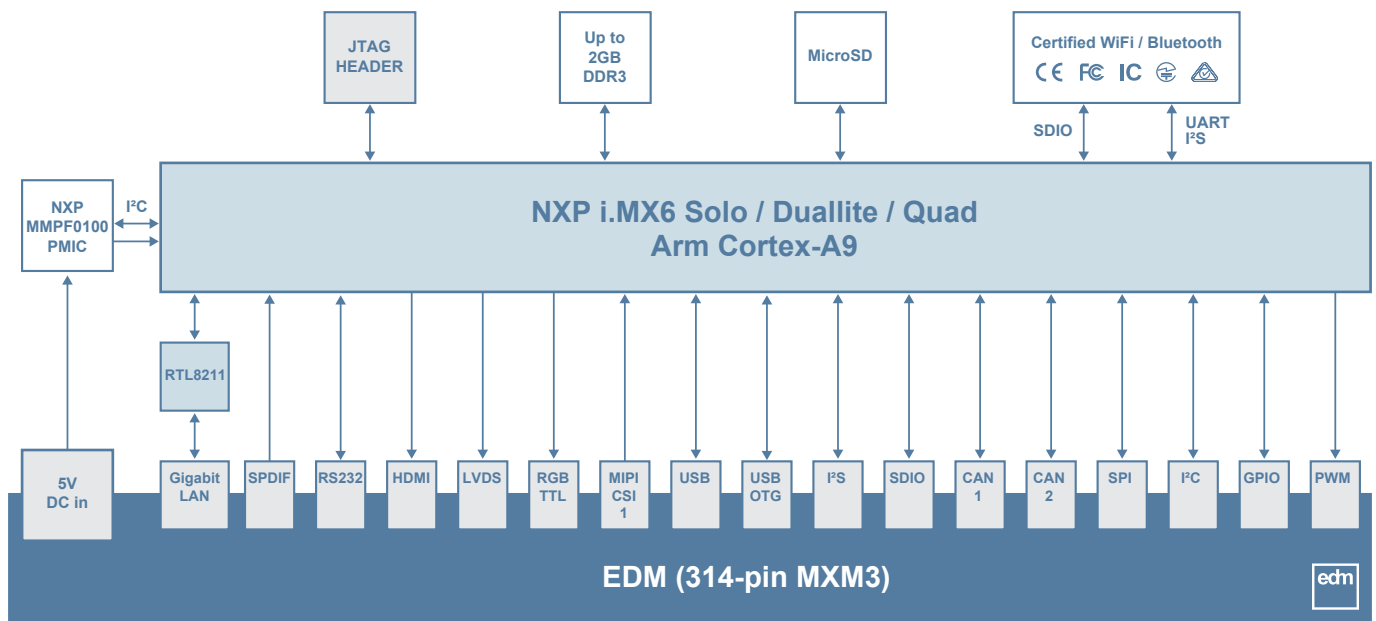 JTAG
HEADER
Up to
2GB
DDR3
MicroSD
Certified WiFi / Bluetooth
CE FC IC
SDIO
UART
I²S
NXP
MMPF0100
PMIC
I²C
NXP i.MX6 Solo / Duallite / Quad
Arm Cortex-A9
RTL8211
5V
DC in
Gigabit
LAN
SPDIF
RS232
HDMI
LVDS
RGB
TTL
MIPI
CSI
1
USB
USB
OTG
I²S
SDIO
CAN
1
CAN
2
SPI
I²C
GPIO
PWM
EDM (314-pin MXM3)
edm